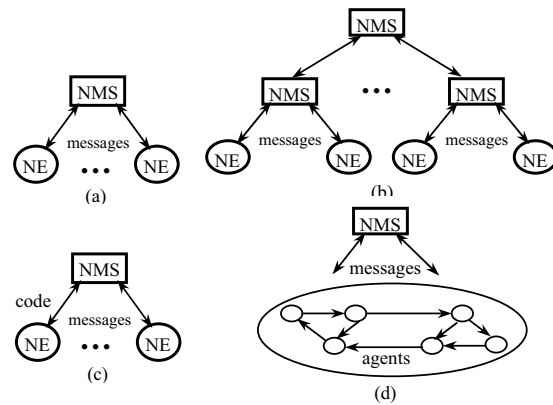 NMS
NMS
messages
NE ••• NE
(a)
NMS ••• NMS
messages messages
NE NE NE NE
(b)
NMS
code
messages
NE ••• NE
(c)
NMS
messages
agents
(d)